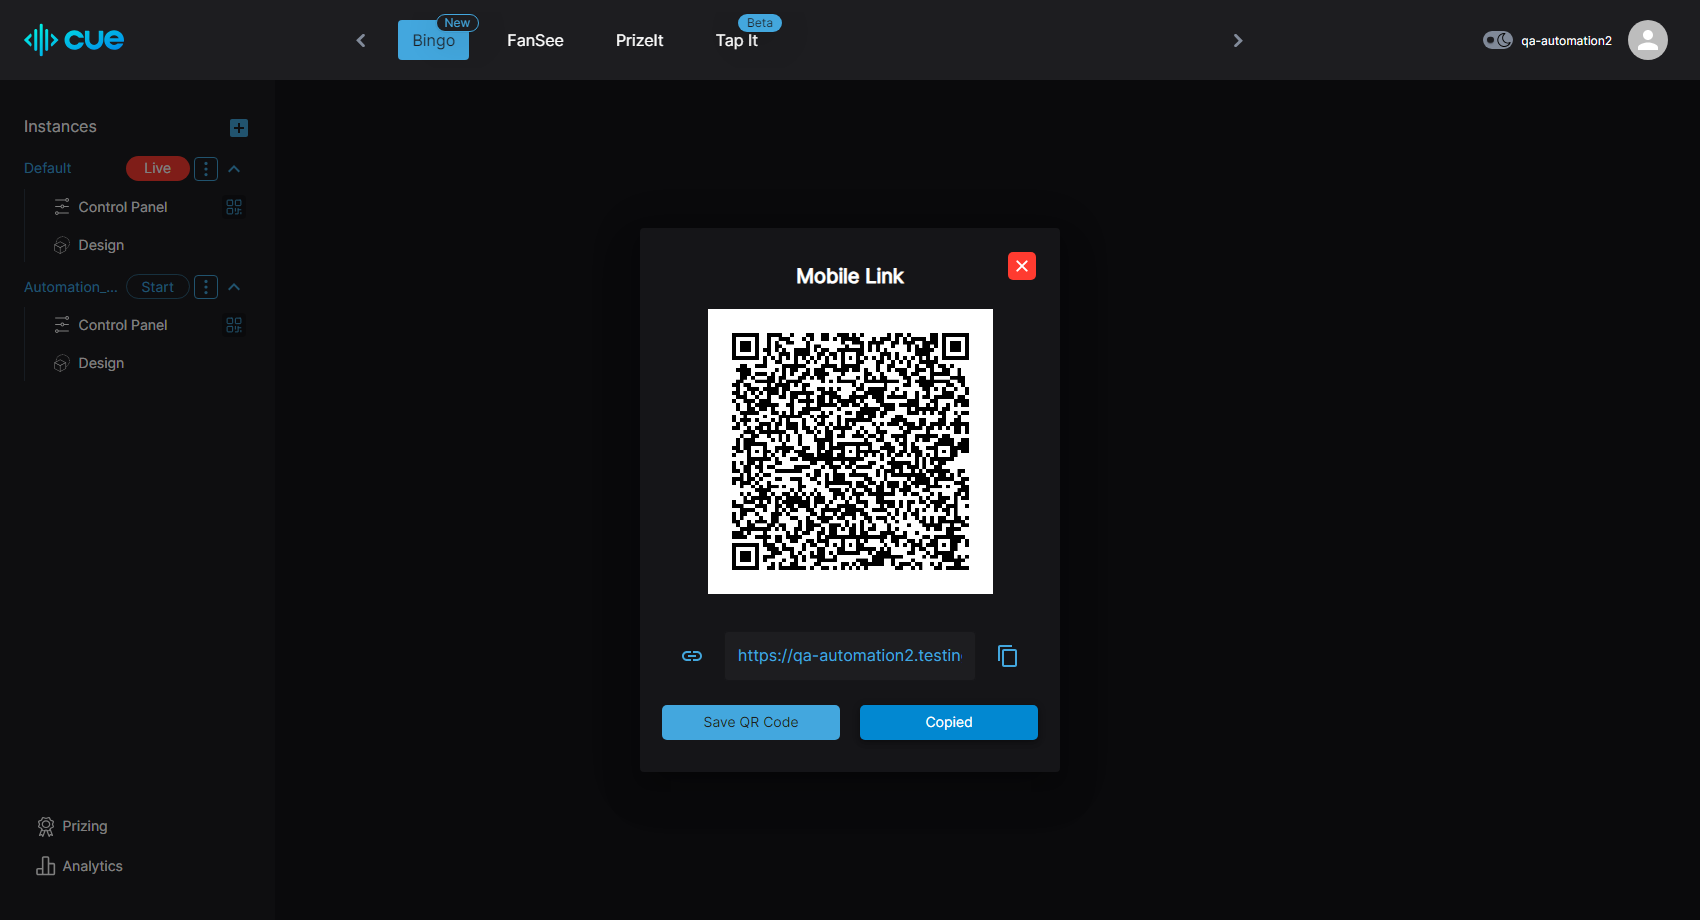 cue
Bingo
New
FanSee
PrizeIt
Tap It
Beta
qa-automation2
Instances
Default
Live
Control Panel
Design
Automation_...
Start
Control Panel
Design
Prizing
Analytics
Mobile Link
https://qa-automation2.testin
Save QR Code
Copied